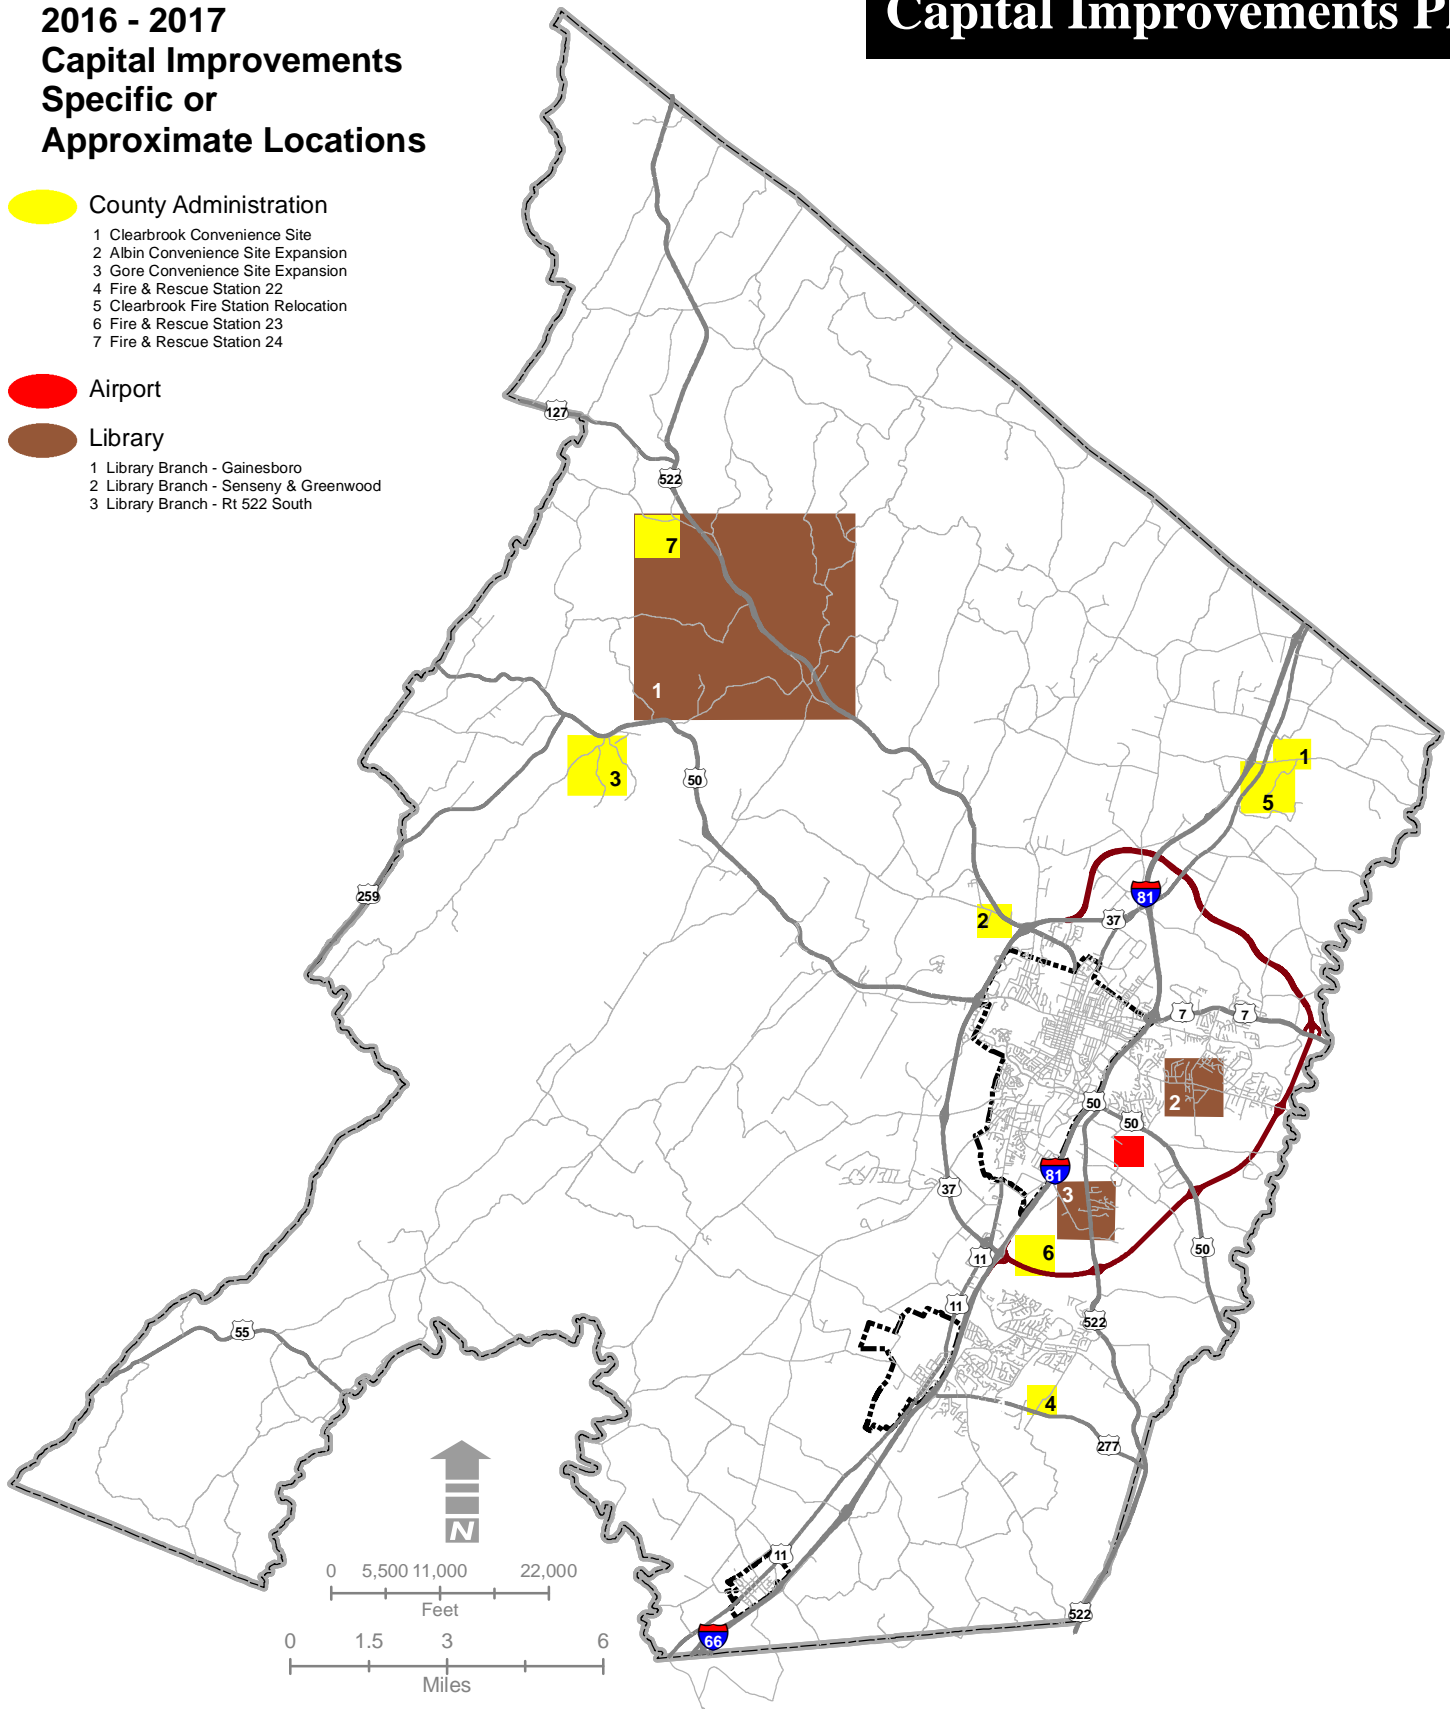 2016 - 2017
Capital Improvements
Specific or
Approximate Locations
Capital Improvements
County Administration
1 Clearbrook Convenience Site
2 Albin Convenience Site Expansion
3 Gore Convenience Site Expansion
4 Fire & Rescue Station 22
5 Clearbrook Fire Station Relocation
6 Fire & Rescue Station 23
7 Fire & Rescue Station 24
Airport
Library
1 Library Branch - Gainesboro
2 Library Branch - Senseny & Greenwood
3 Library Branch - Rt 522 South
127
522
7
1
3
50
1
5
259
81
2
37
7
7
2
50
50
81
37
3
6
11
50
11
522
55
4
277
N
0 5,500 11,000 22,000
Feet
11
522
66
0 1.5 3 6
Miles